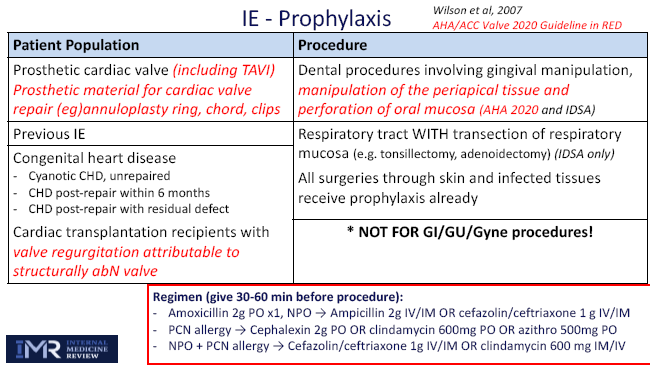 IE - Prophylaxis
Wilson et al, 2007
AHA/ACC Valve 2020 Guideline in RED
Patient Population
Procedure
Prosthetic cardiac valve (including TAVI)
Prosthetic material for cardiac valve
repair (eg)annuloplasty ring, chord, clips
Dental procedures involving gingival manipulation,
manipulation of the periapical tissue and
perforation of oral mucosa (AHA 2020 and IDSA)
Previous IE
Respiratory tract WITH transection of respiratory
mucosa (e.g. tonsillectomy, adenoidectomy) (IDSA only)
All surgeries through skin and infected tissues
receive prophylaxis already
Congenital heart disease
- Cyanotic CHD, unrepaired
- CHD post-repair within 6 months
- CHD post-repair with residual defect
Cardiac transplantation recipients with
valve regurgitation attributable to
structurally abN valve
* NOT FOR GI/GU/Gyne procedures!
Regimen (give 30-60 min before procedure):
- Amoxicillin 2g PO x1, NPO → Ampicillin 2g IV/IM OR cefazolin/ceftriaxone 1 g IV/IM
- PCN allergy → Cephalexin 2g PO OR clindamycin 600mg PO OR azithro 500mg PO
- NPO + PCN allergy → Cefazolin/ceftriaxone 1g IV/IM OR clindamycin 600 mg IM/IV
IMR INTERNAL
MEDICINE
REVIEW